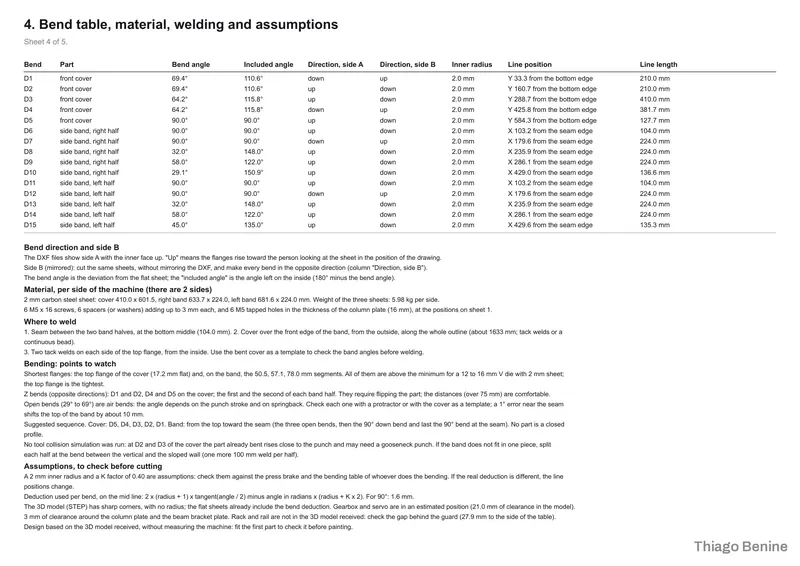 4. Bend table, material, welding and assumptions
Sheet 4 of 5.
Bend Part Bend angle Included angle Direction, side A Direction, side B Inner radius Line position Line length
D1 front cover 69.4° 110.6° down up 2.0 mm Y 33.3 from the bottom edge 210.0 mm
D2 front cover 69.4° 110.6° up down 2.0 mm Y 160.7 from the bottom edge 210.0 mm
D3 front cover 64.2° 115.8° up down 2.0 mm Y 288.7 from the bottom edge 410.0 mm
D4 front cover 64.2° 115.8° down up 2.0 mm Y 425.8 from the bottom edge 381.7 mm
D5 front cover 90.0° 90.0° up down 2.0 mm Y 584.3 from the bottom edge 127.7 mm
D6 side band, right half 90.0° 90.0° up down 2.0 mm X 103.2 from the seam edge 104.0 mm
D7 side band, right half 90.0° 90.0° down up 2.0 mm X 179.6 from the seam edge 224.0 mm
D8 side band, right half 32.0° 148.0° up down 2.0 mm X 235.9 from the seam edge 224.0 mm
D9 side band, right half 58.0° 122.0° up down 2.0 mm X 286.1 from the seam edge 224.0 mm
D10 side band, right half 29.1° 150.9° up down 2.0 mm X 429.0 from the seam edge 136.6 mm
D11 side band, left half 90.0° 90.0° up down 2.0 mm X 103.2 from the seam edge 104.0 mm
D12 side band, left half 90.0° 90.0° down up 2.0 mm X 179.6 from the seam edge 224.0 mm
D13 side band, left half 32.0° 148.0° up down 2.0 mm X 235.9 from the seam edge 224.0 mm
D14 side band, left half 58.0° 122.0° up down 2.0 mm X 286.1 from the seam edge 224.0 mm
D15 side band, left half 45.0° 135.0° up down 2.0 mm X 429.6 from the seam edge 135.3 mm
Bend direction and side B
The DXF files show side A with the inner face up. "Up" means the flanges rise toward the person looking at the sheet in the position of the drawing.
Side B (mirrored): cut the same sheets, without mirroring the DXF, and make every bend in the opposite direction (column "Direction, side B").
The bend angle is the deviation from the flat sheet; the "included angle" is the angle left on the inside (180° minus the bend angle).
Material, per side of the machine (there are 2 sides)
2 mm carbon steel sheet: cover 410.0 x 601.5, right band 633.7 x 224.0, left band 681.6 x 224.0 mm. Weight of the three sheets: 5.98 kg per side.
6 M5 x 16 screws, 6 spacers (or washers) adding up to 3 mm each, and 6 M5 tapped holes in the thickness of the column plate (16 mm), at the positions on sheet 1.
Where to weld
1. Seam between the two band halves, at the bottom middle (104.0 mm). 2. Cover over the front edge of the band, from the outside, along the whole outline (about 1633 mm; tack welds or a
continuous bead).
3. Two tack welds on each side of the top flange, from the inside. Use the bent cover as a template to check the band angles before welding.
Bending: points to watch
Shortest flanges: the top flange of the cover (17.2 mm flat) and, on the band, the 50.5, 57.1, 78.0 mm segments. All of them are above the minimum for a 12 to 16 mm V die with 2 mm sheet;
the top flange is the tightest.
Z bends (opposite directions): D1 and D2, D4 and D5 on the cover; the first and the second of each band half. They require flipping the part; the distances (over 75 mm) are comfortable.
Open bends (29° to 69°) are air bends: the angle depends on the punch stroke and on springback. Check each one with a protractor or with the cover as a template; a 1° error near the seam
shifts the top of the band by about 10 mm.
Suggested sequence. Cover: D5, D4, D3, D2, D1. Band: from the top toward the seam (the three open bends, then the 90° down bend and last the 90° bend at the seam). No part is a closed
profile.
No tool collision simulation was run: at D2 and D3 of the cover the part already bent rises close to the punch and may need a gooseneck punch. If the band does not fit in one piece, split
each half at the bend between the vertical and the sloped wall (one more 100 mm weld per half).
Assumptions, to check before cutting
A 2 mm inner radius and a K factor of 0.40 are assumptions: check them against the press brake and the bending table of whoever does the bending. If the real deduction is different, the line
positions change.
Deduction used per bend, on the mid line: 2 x (radius + 1) x tangent(angle / 2) minus angle in radians x (radius + K x 2). For 90°: 1.6 mm.
The 3D model (STEP) has sharp corners, with no radius; the flat sheets already include the bend deduction. Gearbox and servo are in an estimated position (21.0 mm of clearance in the model).
3 mm of clearance around the column plate and the beam bracket plate. Rack and rail are not in the 3D model received: check the gap behind the guard (27.9 mm to the side of the table).
Design based on the 3D model received, without measuring the machine: fit the first part to check it before painting.
Thiago Benine